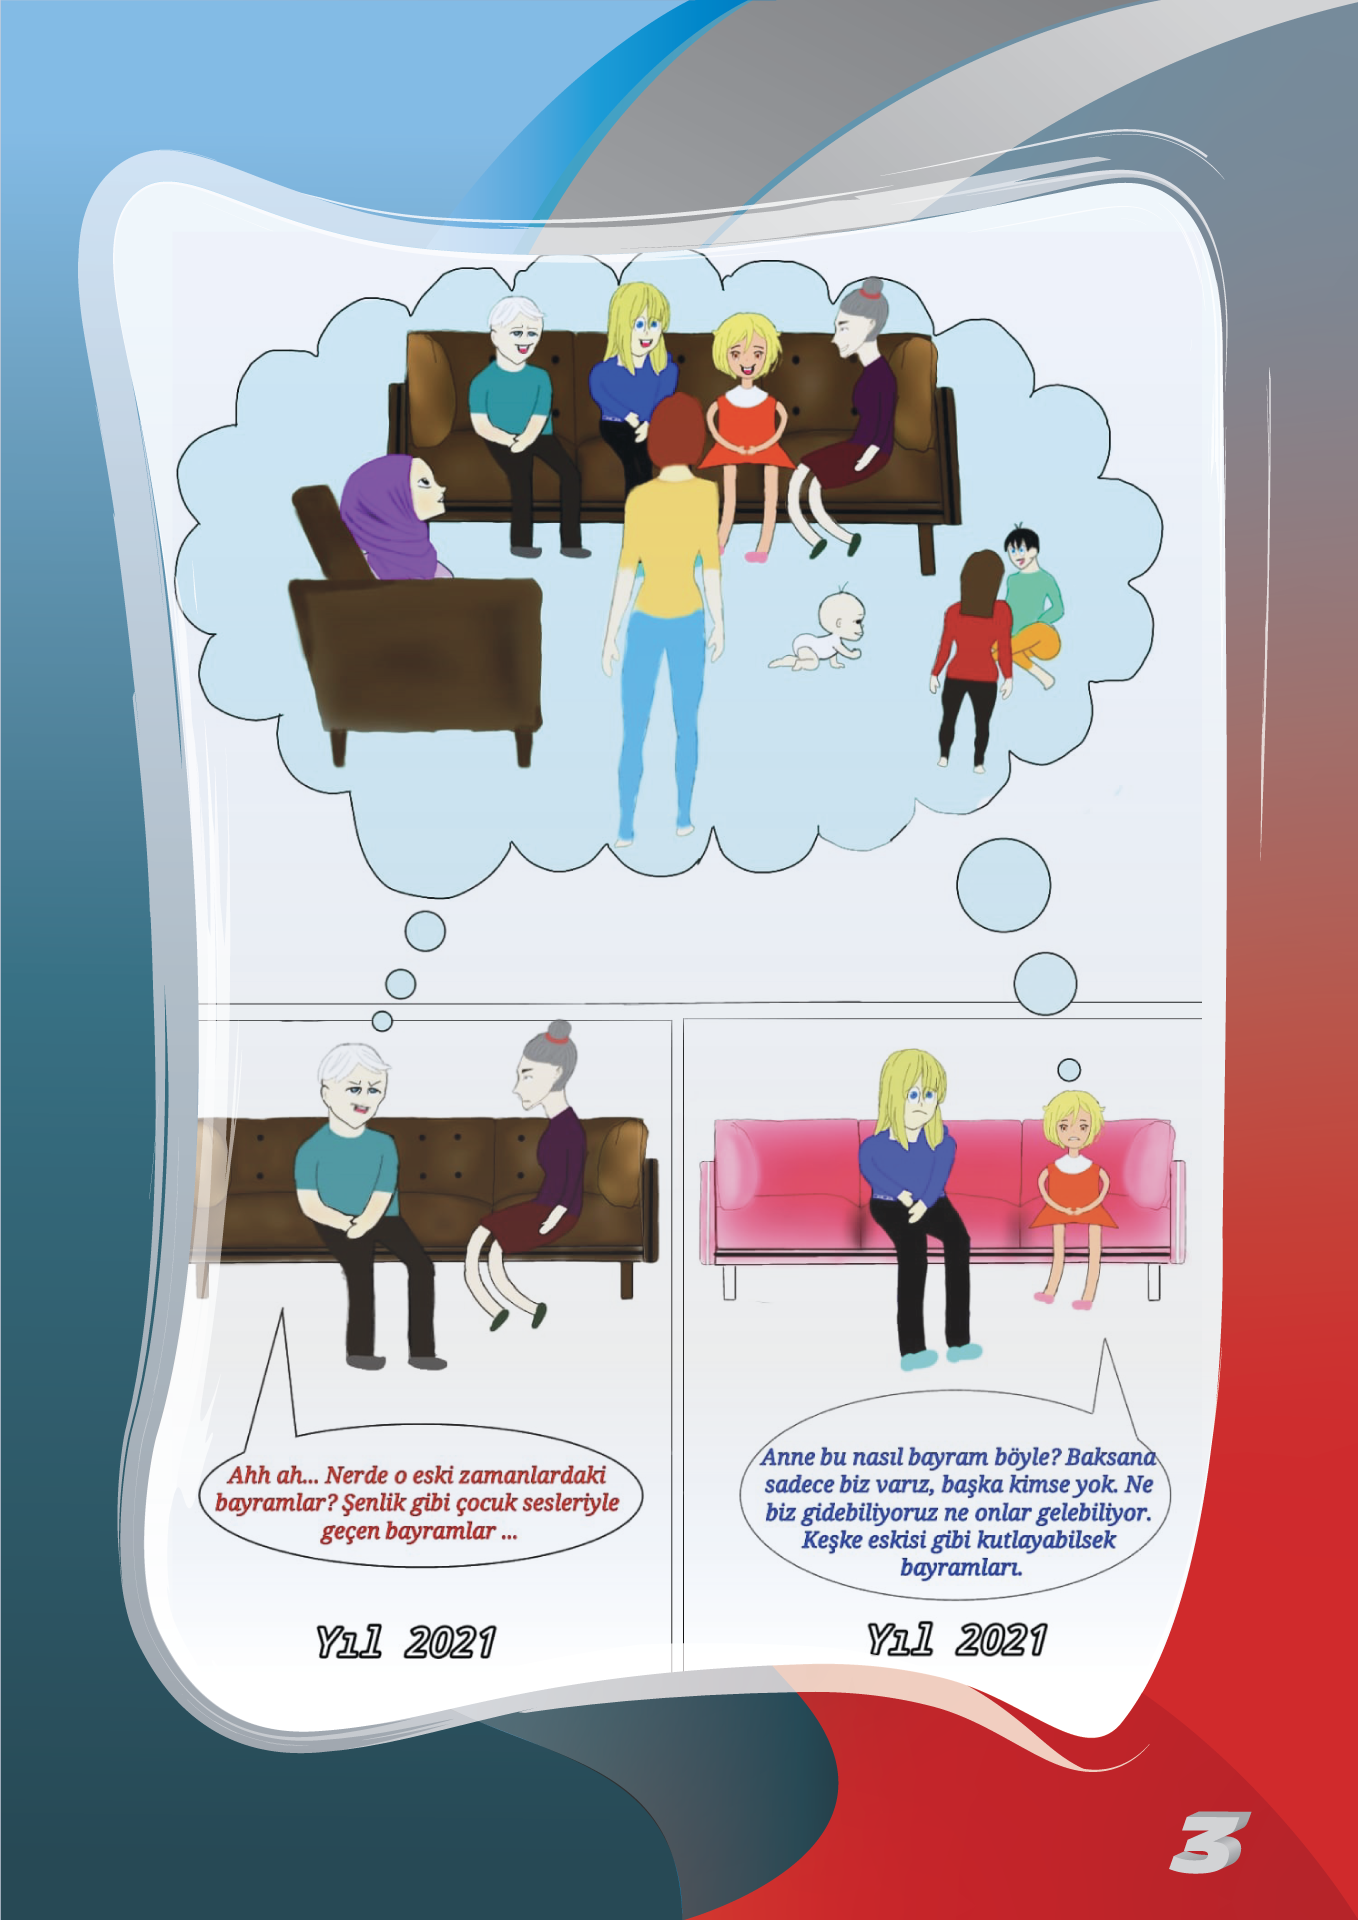 Ahh ah... Nerde o eski zamanlardaki
bayramlar? Şenlik gibi çocuk sesleriyle
geçen bayramlar ...
Yıl 2021
Anne bu nasıl bayram böyle? Baksana
sadece biz varız, başka kimse yok. Ne
biz gidebiliyoruz ne onlar gelebiliyor.
Keşke eskisi gibi kutlayabilsek
bayramları.
Yıl 2021
3